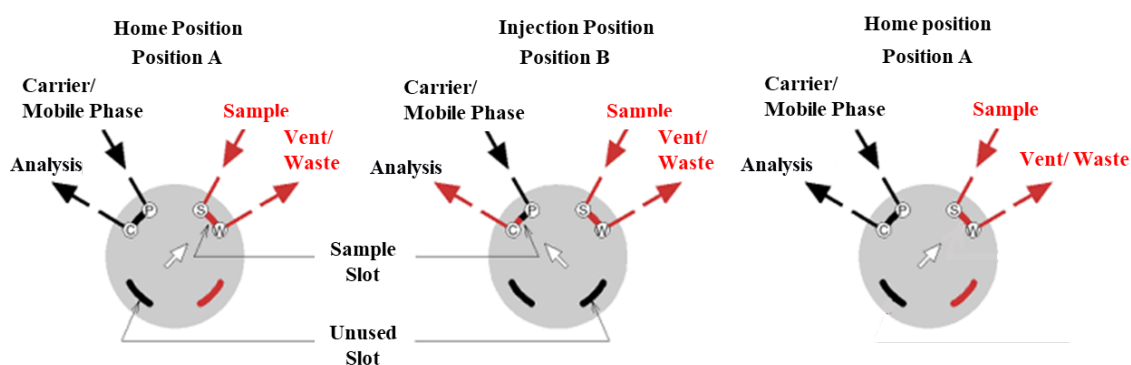 Home Position
Position A
Carrier/
Mobile Phase
Sample
Vent/
Waste
Analysis
P
S
C
W
Injection Position
Position B
Carrier/
Mobile Phase
Sample
Vent/
Waste
Analysis
P
S
C
W
Sample
Slot
Unused
Slot
Home position
Position A
Carrier/
Mobile Phase
Sample
Vent/ Waste
Analysis
P
S
C
W